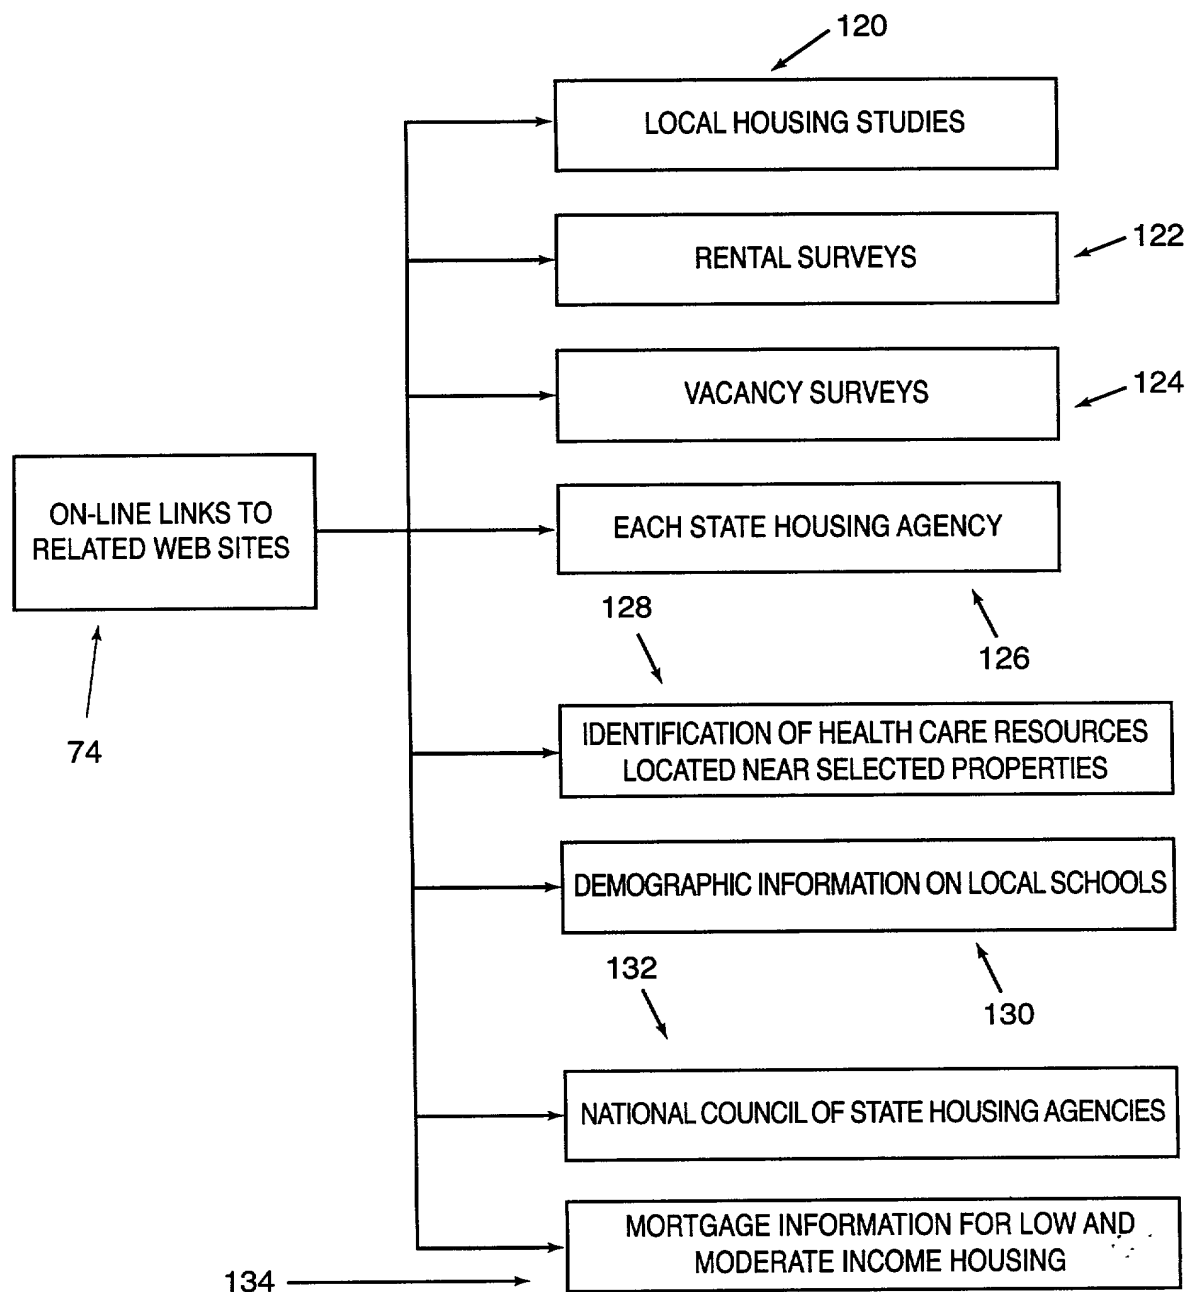 120
LOCAL HOUSING STUDIES
RENTAL SURVEYS
122
VACANCY SURVEYS
124
ON-LINE LINKS TO
RELATED WEB SITES
74
EACH STATE HOUSING AGENCY
126
128
IDENTIFICATION OF HEALTH CARE RESOURCES
LOCATED NEAR SELECTED PROPERTIES
DEMOGRAPHIC INFORMATION ON LOCAL SCHOOLS
130
132
NATIONAL COUNCIL OF STATE HOUSING AGENCIES
MORTGAGE INFORMATION FOR LOW AND
MODERATE INCOME HOUSING
134